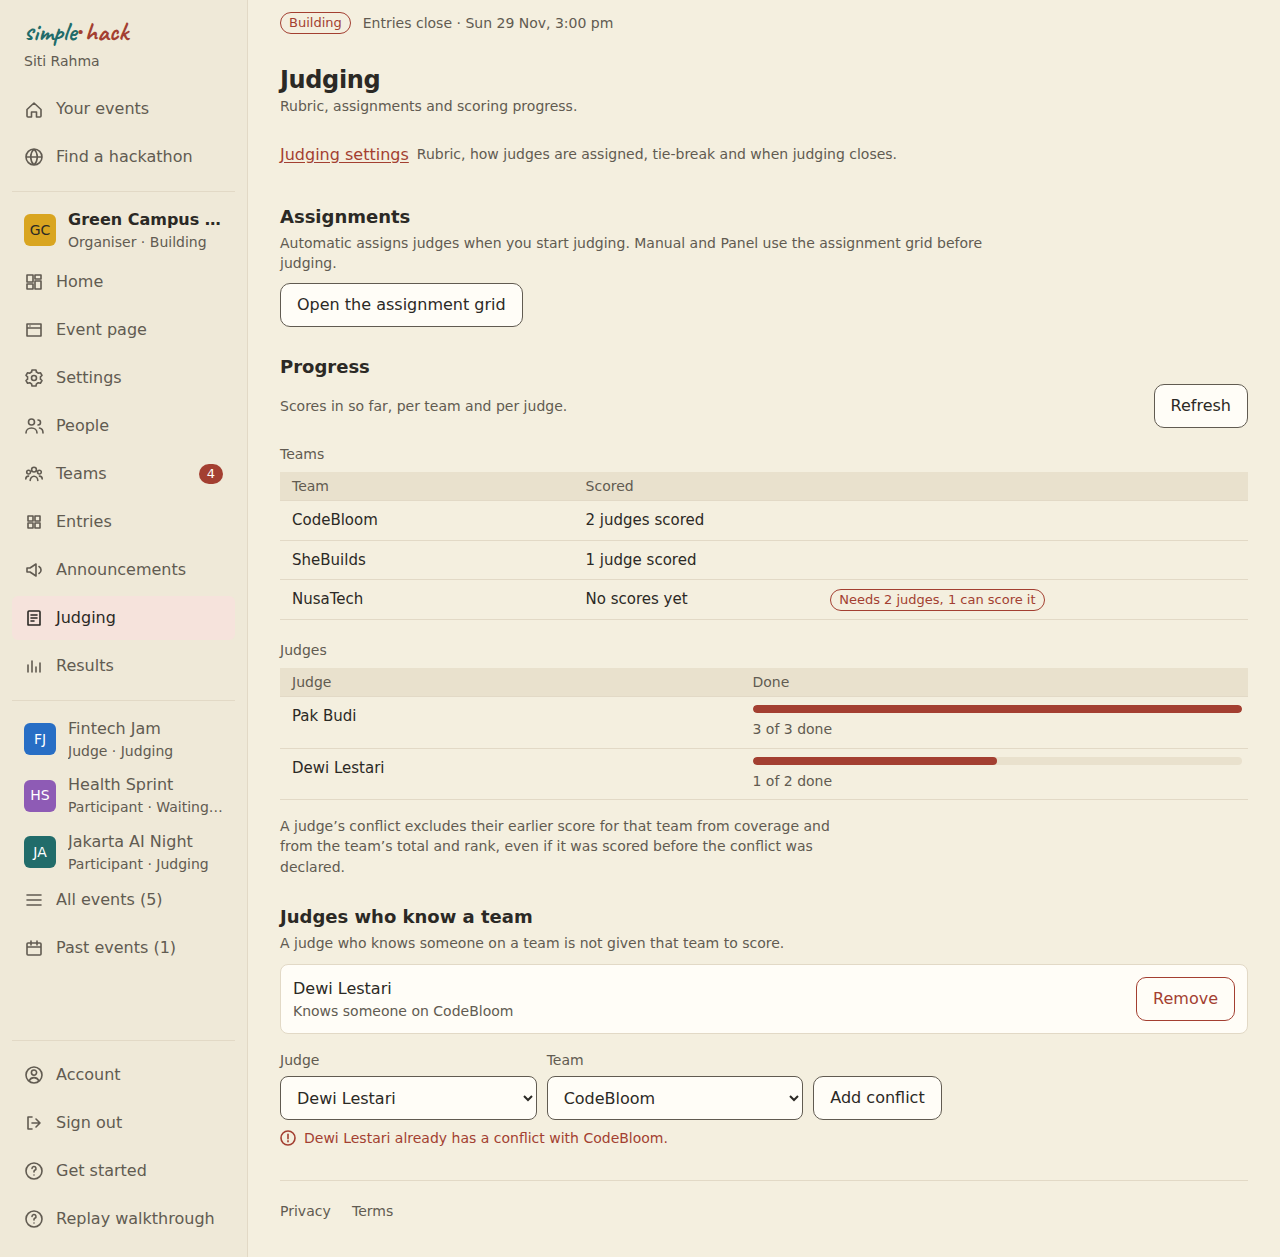 simple·hack
Siti Rahma
Your events
Find a hackathon
GC
Green Campus …
Organiser · Building
Home
Event page
Settings
People
Teams
4
Entries
Announcements
Judging
Results
FJ
Fintech Jam
Judge · Judging
HS
Health Sprint
Participant · Waiting…
JA
Jakarta AI Night
Participant · Judging
All events (5)
Past events (1)
Account
Sign out
Get started
Replay walkthrough
Building
Entries close · Sun 29 Nov, 3:00 pm
Judging
Rubric, assignments and scoring progress.
Judging settings Rubric, how judges are assigned, tie-break and when judging closes.
Assignments
Automatic assigns judges when you start judging. Manual and Panel use the assignment grid before
judging.
Open the assignment grid
Progress
Scores in so far, per team and per judge.
Refresh
Teams
Team Scored
CodeBloom 2 judges scored
SheBuilds 1 judge scored
NusaTech No scores yet Needs 2 judges, 1 can score it
Judges
Judge Done
Pak Budi
3 of 3 done
Dewi Lestari
1 of 2 done
A judge’s conflict excludes their earlier score for that team from coverage and
from the team’s total and rank, even if it was scored before the conflict was
declared.
Judges who know a team
A judge who knows someone on a team is not given that team to score.
Dewi Lestari
Knows someone on CodeBloom
Remove
Judge Team
Dewi Lestari CodeBloom Add conflict
Dewi Lestari already has a conflict with CodeBloom.
Privacy Terms